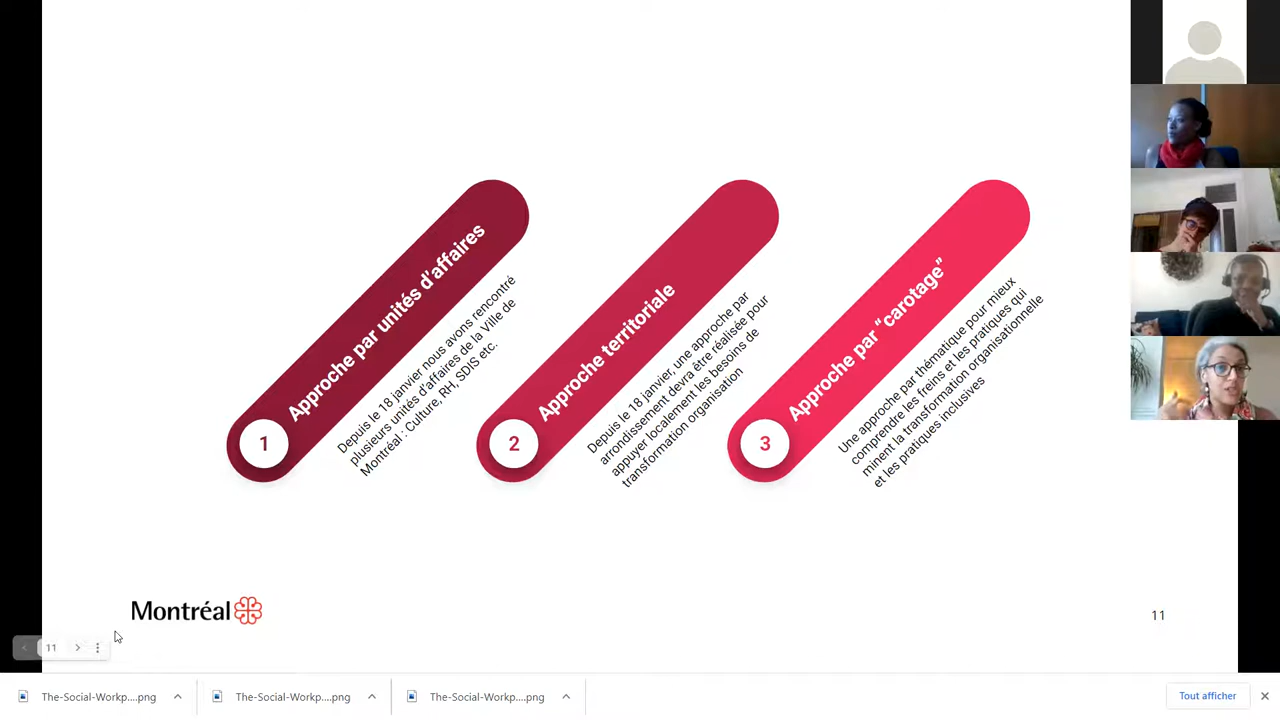 Approche par unités d'affaires
1
Depuis le 18 janvier nous avons rencontré
plusieurs unités d'affaires de la Ville de
Montréal : Culture, RH, SDIS etc.
Approche territoriale
2
Depuis le 18 janvier, une approche par
arrondissement devra être réalisée pour
appuyer localement les besoins de
transformation organisation
Approche par “carotage”
3
Une approche par thématique pour mieux
comprendre les freins et les pratiques qui
minent la transformation organisationnelle
et les pratiques inclusives
Montréal
11
11
The-Social-Workp....png
The-Social-Workp....png
The-Social-Workp....png
Tout afficher